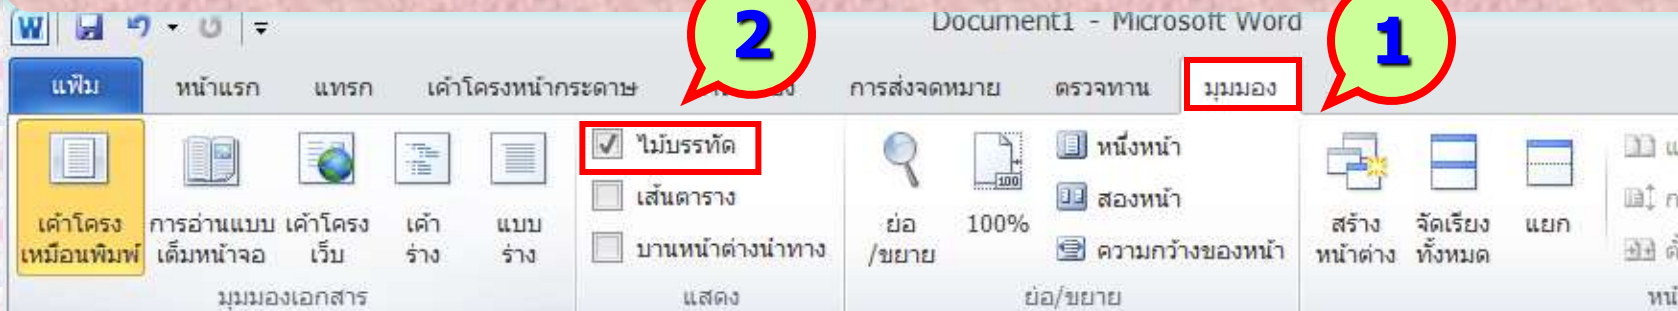 Document1 - Microsoft Word
2
1
แฟ้ม หน้าแรก แทรก เค้าโครงหน้ากระดาษ การส่งจดหมาย ตรวจทาน มุมมอง
ไม้บรรทัด
เส้นตาราง
บานหน้าต่างนำทาง
เค้าโครง
เหมือนพิมพ์
การอ่านแบบ
เต็มหน้าจอ
เค้าโครง
เว็บ
เค้า
ร่าง
แบบ
ร่าง
ย่อ
/ขยาย
100
100%
หนึ่งหน้า
สองหน้า
ความกว้างของหน้า
สร้าง
หน้าต่าง
จัดเรียง
ทั้งหมด
แยก
มุมมองเอกสาร แสดง ย่อ/ขยาย